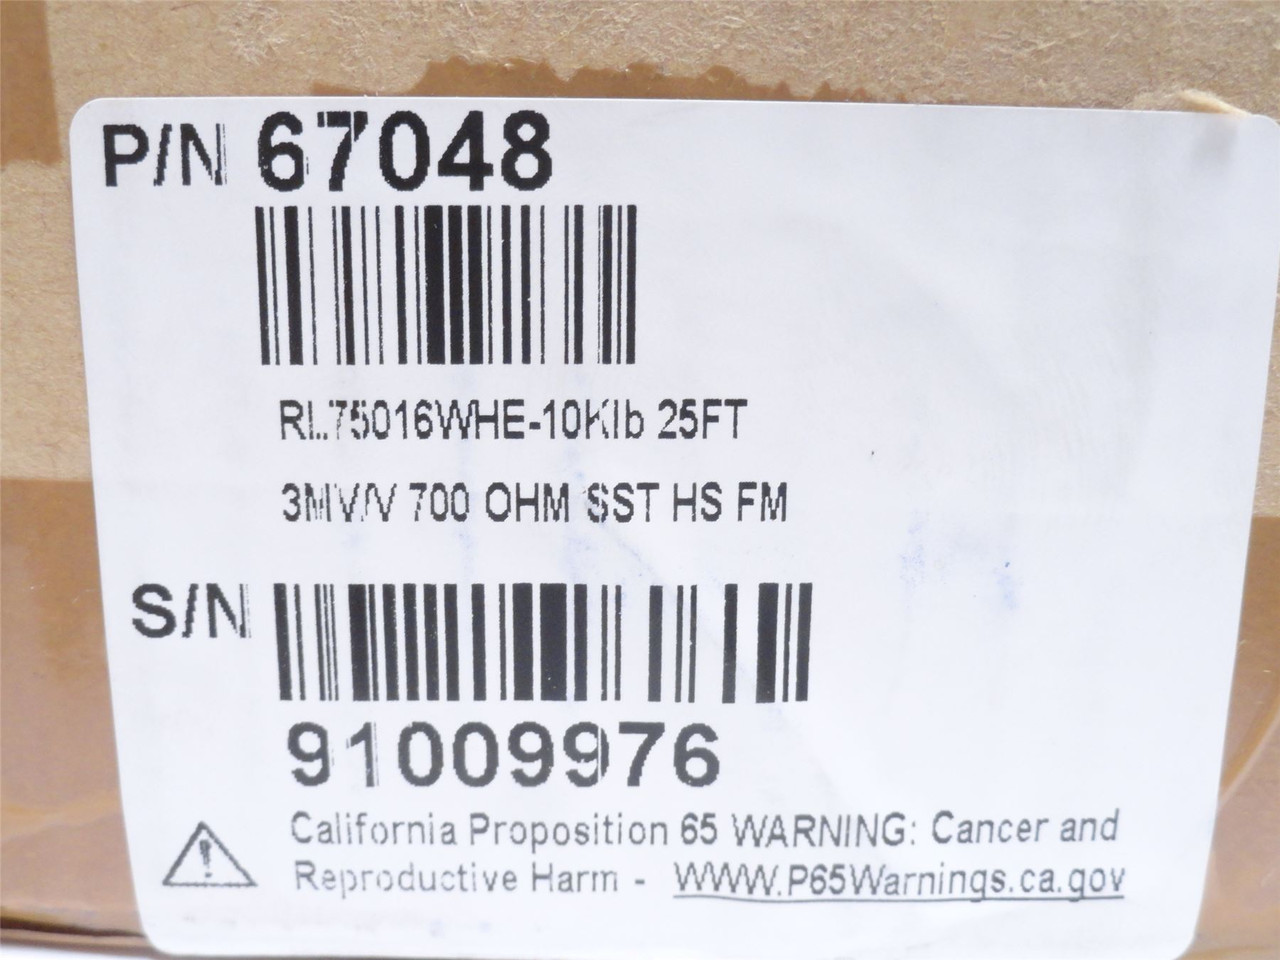 P/N 67048
RL75016WHE-10Klb 25FT
3MV/V 700 OHM SST HS FM
S/N
91009976
California Proposition 65 WARNING: Cancer and
Reproductive Harm - WWW.P65Warnings.ca.gov